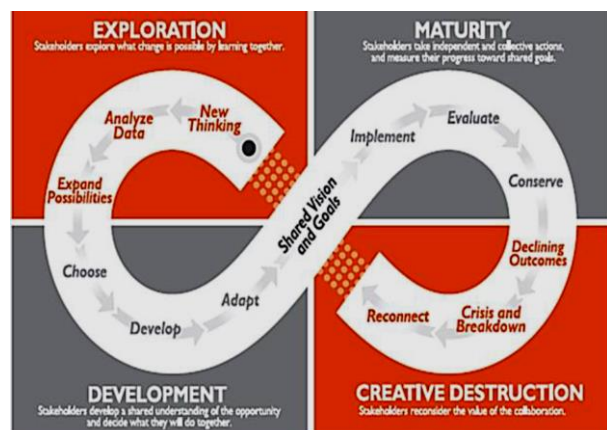 EXPLORATION
Stakeholders explore what change is possible by learning together.
MATURITY
Stakeholders take independent and collective actions,
and measure their progress toward shared goals.
New
Thinking
Analyze
Data
Expand
Possibilities
Choose
Develop
Adapt
Shared Vision
and Goals
Implement
Evaluate
Conserve
Declining
Outcomes
Crisis and
Breakdown
Reconnect
DEVELOPMENT
Stakeholders develop a shared understanding of the opportunity
and decide what they will do together.
CREATIVE DESTRUCTION
Stakeholders reconsider the value of the collaboration.